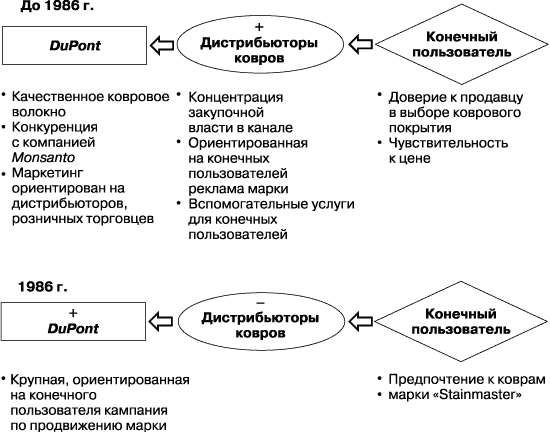 До 1986 г.
DuPont
+
Дистрибьюторы
ковров
Конечный
пользователь
• Качественное ковровое
волокно
• Конкуренция
с компанией
Monsanto
• Маркетинг
ориентирован на
дистрибьюторов,
розничных торговцев
• Концентрация
закупочной
власти в канале
• Ориентированная
на конечных
пользователей
реклама марки
• Вспомогательные услуги
для конечных
пользователей
• Доверие к продавцу
в выборе коврового
покрытия
• Чувствительность
к цене
1986 г.
+
DuPont
–
Дистрибьюторы
ковров
Конечный
пользователь
• Крупная, ориентированная
на конечного
пользователя кампания
по продвижению марки
• Предпочтение к коврам
• марки «Stainmaster»